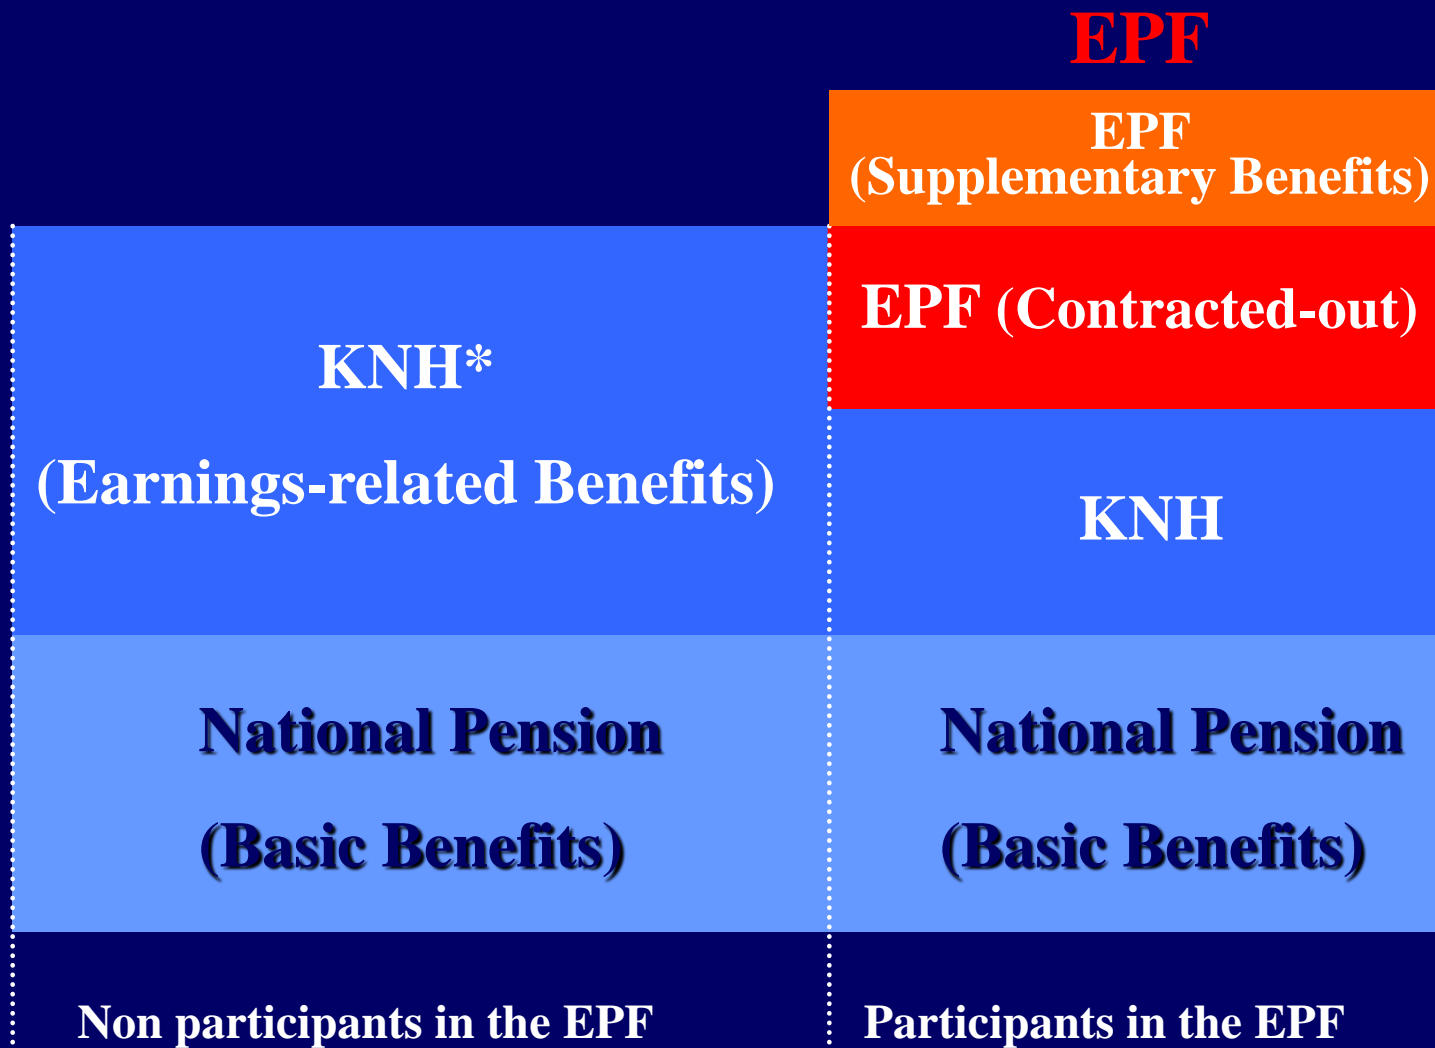 EPF
EPF
(Supplementary Benefits)
EPF (Contracted-out)
KNH*
(Earnings-related Benefits)
KNH
National Pension
(Basic Benefits)
National Pension
(Basic Benefits)
Non participants in the EPF
Participants in the EPF